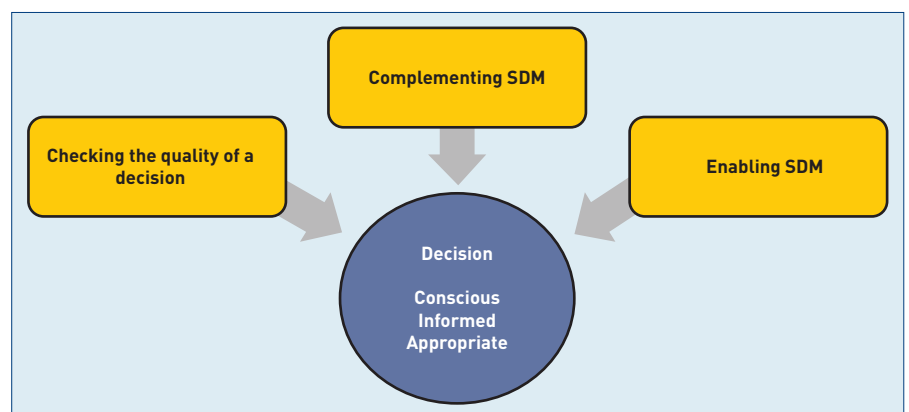 Complementing SDM
Checking the quality of a
decision
Enabling SDM
Decision
Conscious
Informed
Appropriate